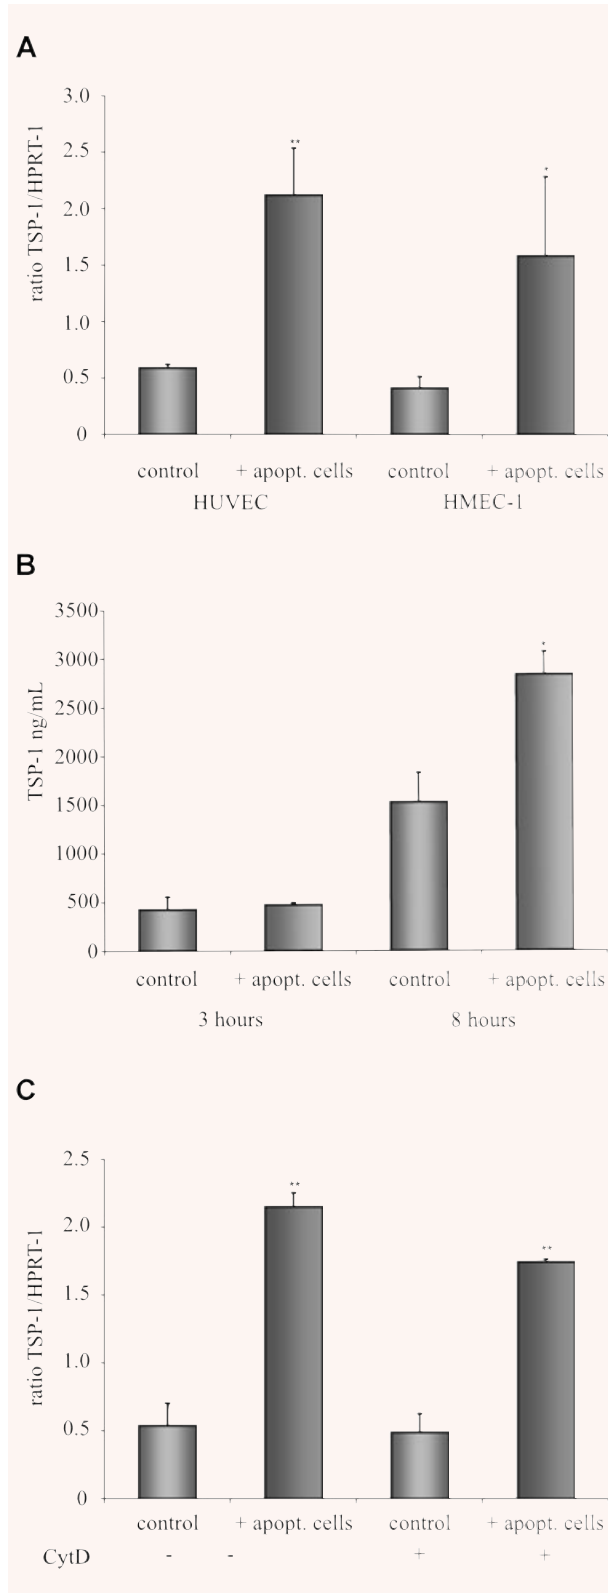 A
ratio TSP-1/HPRT-1
3.0
2.5
2.0
1.5
1.0
0.5
0
**
*
control + apopt. cells control + apopt. cells
HUVEC HMEC-1
B
TSP-1 ng/mL
3500
3000
2500
2000
1500
1000
500
0
*
control + apopt. cells control + apopt. cells
3 hours 8 hours
C
ratio TSP-1/HPRT-1
2.5
2.0
1.5
1.0
0.5
0
**
**
control + apopt. cells control + apopt. cells
CytD - - + +